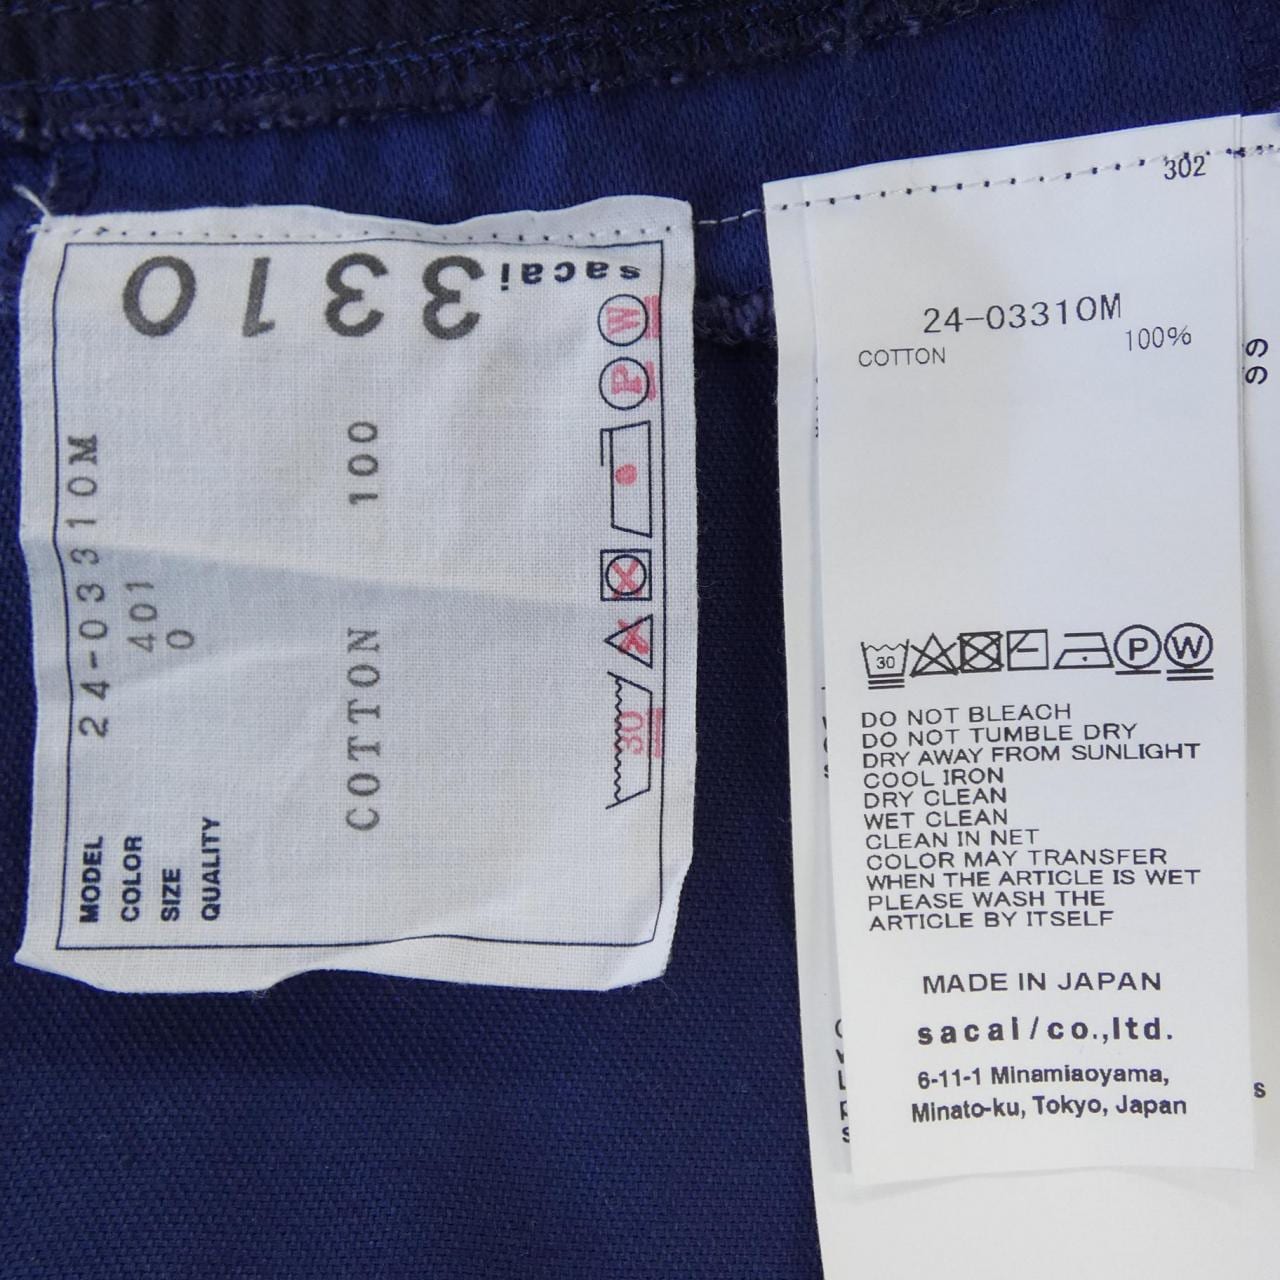 sacai
3310
MODEL 24-03310M
COLOR 401
SIZE 0
QUALITY
COTTON 100
30
P
W
302
24-03310M
COTTON 100%
30
P
W
DO NOT BLEACH
DO NOT TUMBLE DRY
DRY AWAY FROM SUNLIGHT
COOL IRON
DRY CLEAN
WET CLEAN
CLEAN IN NET
COLOR MAY TRANSFER
WHEN THE ARTICLE IS WET
PLEASE WASH THE
ARTICLE BY ITSELF
MADE IN JAPAN
sacai/co.,ltd.
6-11-1 Minamiaoyama,
Minato-ku, Tokyo, Japan